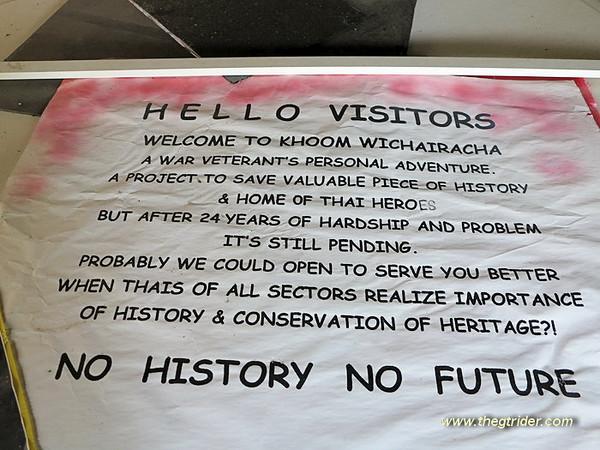 HELLO VISITORS
WELCOME TO KHOOM WICHAIRACHA
A WAR VETERANT'S PERSONAL ADVENTURE.
A PROJECT.TO SAVE VALUABLE PIECE OF HISTORY
& HOME OF THAI HEROES
BUT AFTER 24 YEARS OF HARDSHIP AND PROBLEM
IT'S STILL PENDING.
PROBABLY WE COULD OPEN TO SERVE YOU BETTER
WHEN THAIS OF ALL SECTORS REALIZE IMPORTANCE
OF HISTORY & CONSERVATION OF HERITAGE?!
NO HISTORY NO FUTURE
www.thegtrider.com